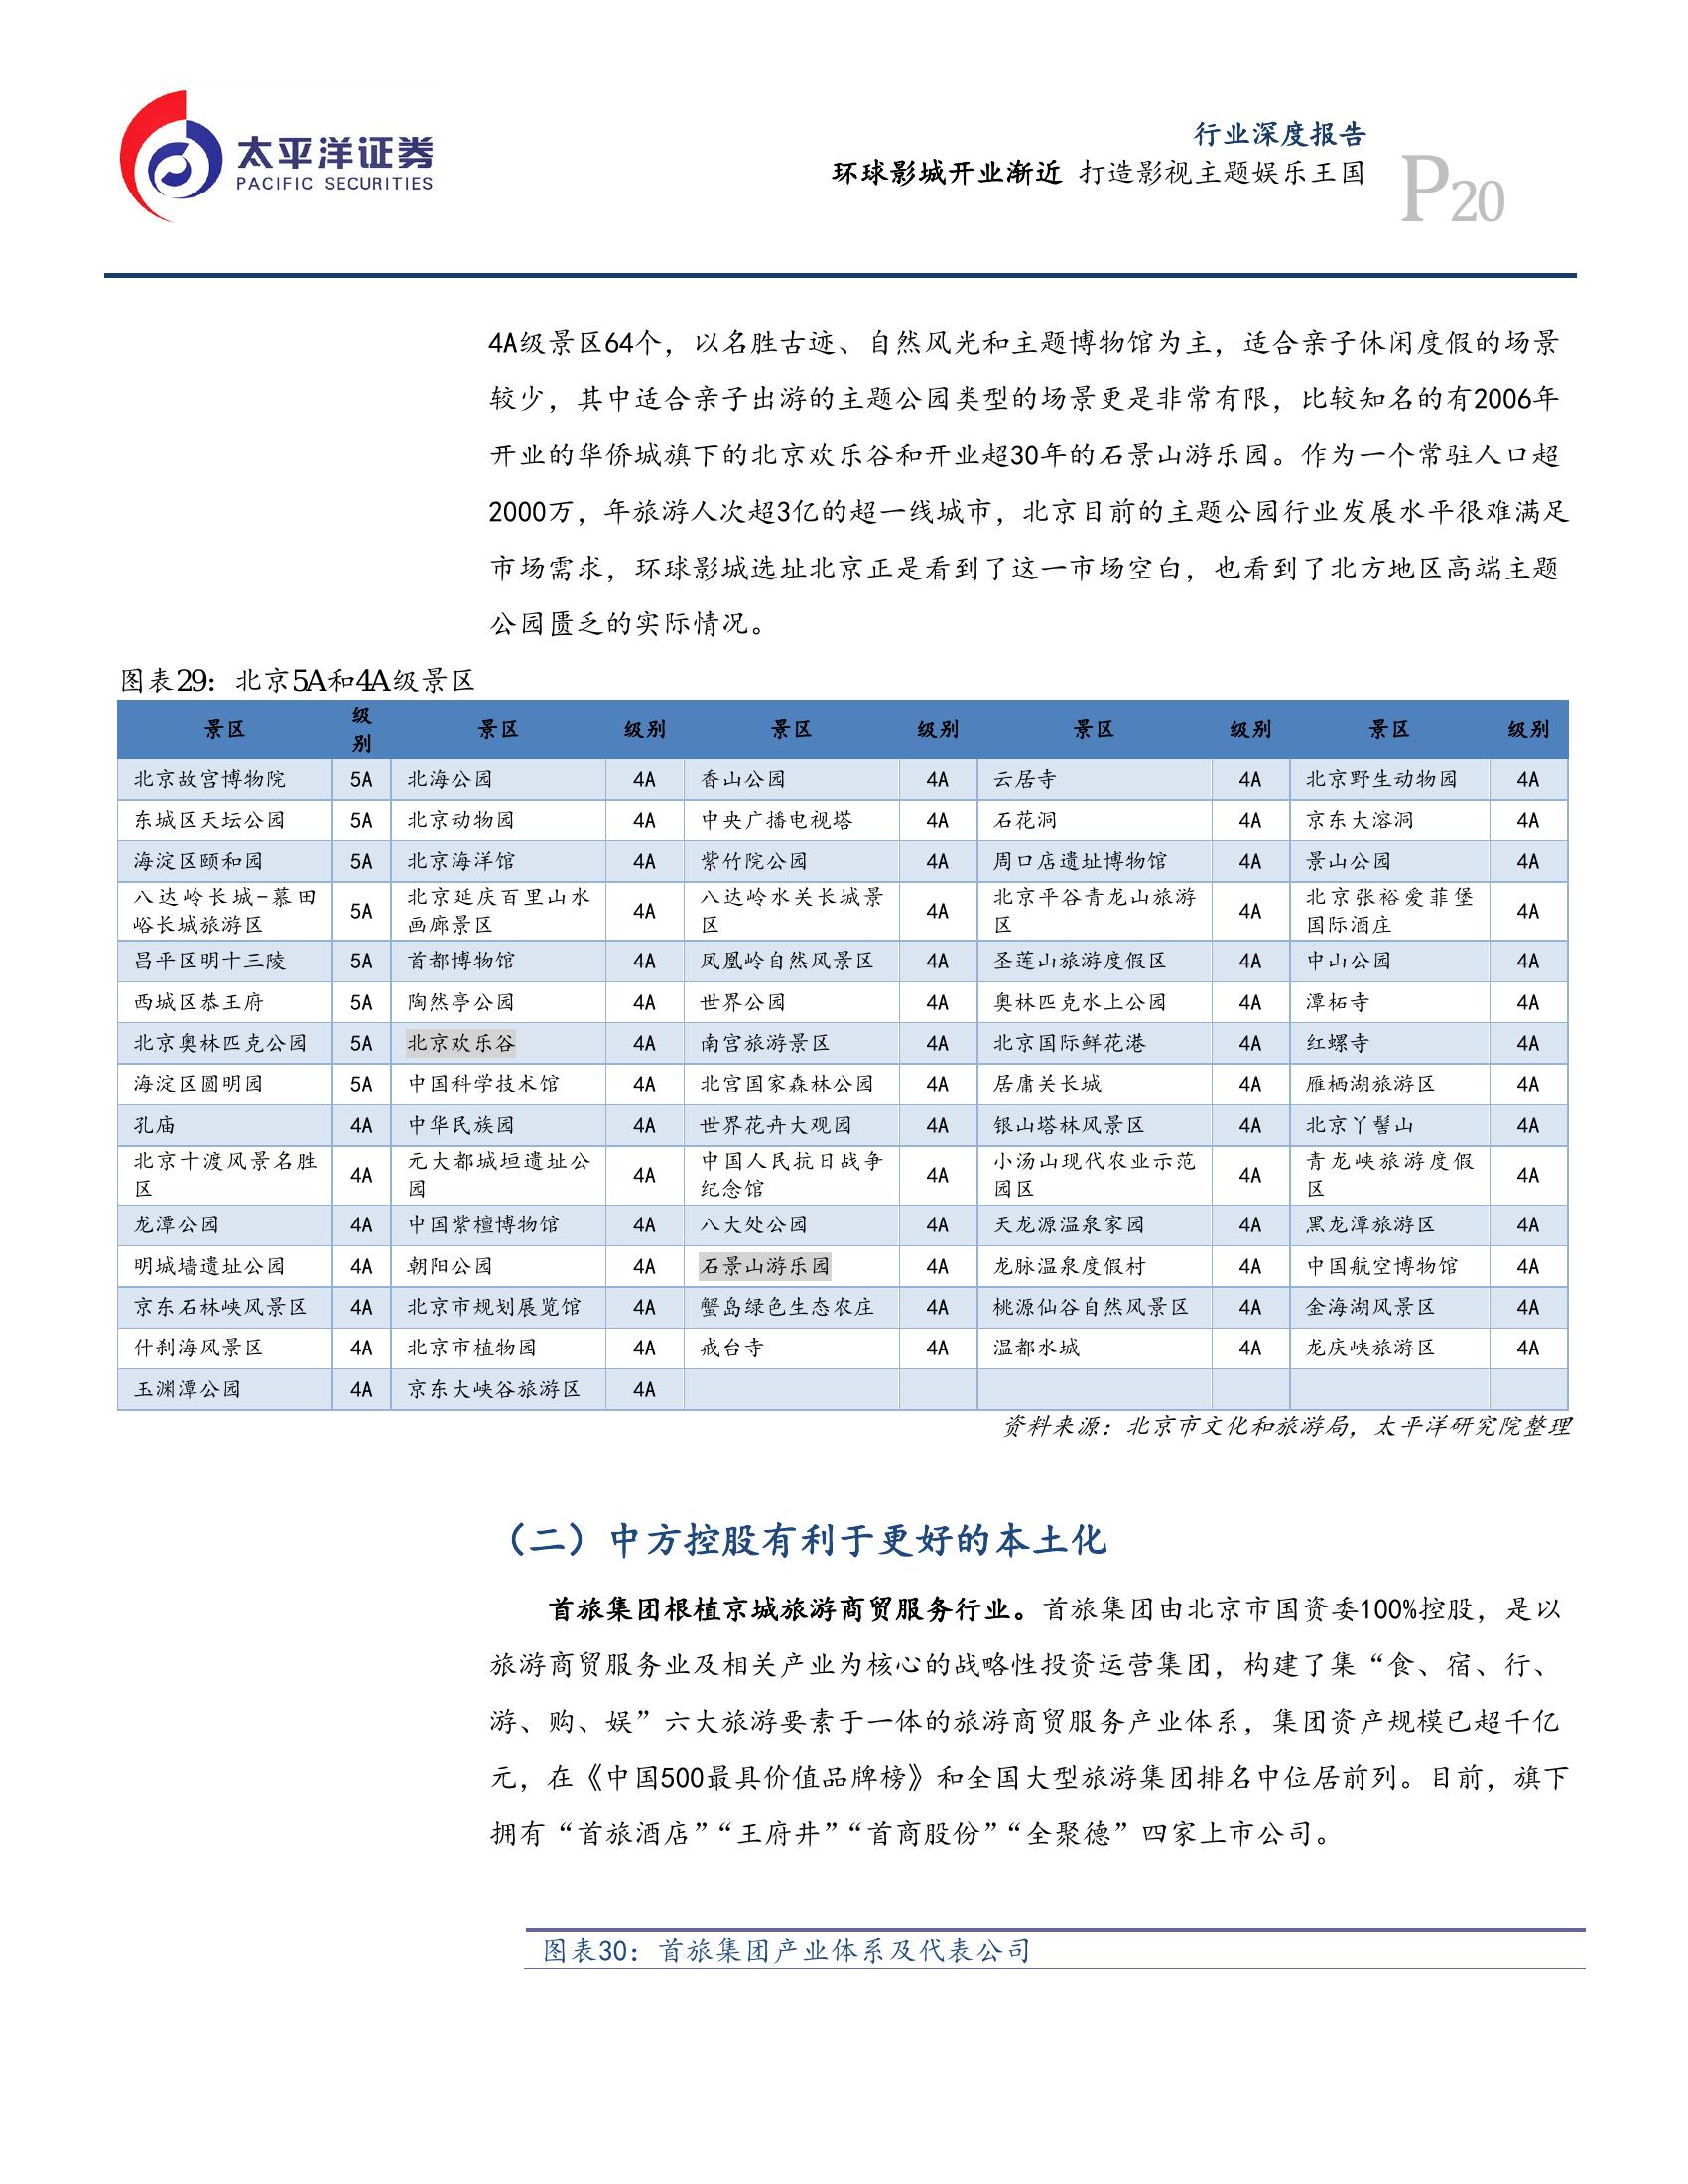 太平洋证券
PACIFIC SECURITIES
行业深度报告
环球影城开业渐近 打造影视主题娱乐王国
P20
4A级景区64个，以名胜古迹、自然风光和主题博物馆为主，适合亲子休闲度假的场景
较少，其中适合亲子出游的主题公园类型的场景更是非常有限，比较知名的有2006年
开业的华侨城旗下的北京欢乐谷和开业超30年的石景山游乐园。作为一个常驻人口超
2000万，年旅游人次超3亿的超一线城市，北京目前的主题公园行业发展水平很难满足
市场需求，环球影城选址北京正是看到了这一市场空白，也看到了北方地区高端主题
公园匮乏的实际情况。
图表29：北京5A和4A级景区
景区 级别 景区 级别 景区 级别 景区 级别 景区 级别
北京故宫博物院 5A 北海公园 4A 香山公园 4A 云居寺 4A 北京野生动物园 4A
东城区天坛公园 5A 北京动物园 4A 中央广播电视塔 4A 石花洞 4A 京东大溶洞 4A
海淀区颐和园 5A 北京海洋馆 4A 紫竹院公园 4A 周口店遗址博物馆 4A 景山公园 4A
八达岭长城-慕田峪长城旅游区 5A 北京延庆百里山水画廊景区 4A 八达岭水关长城景区 4A 北京平谷青龙山旅游区 4A 北京张裕爱菲堡国际酒庄 4A
昌平区明十三陵 5A 首都博物馆 4A 凤凰岭自然风景区 4A 圣莲山旅游度假区 4A 中山公园 4A
西城区恭王府 5A 陶然亭公园 4A 世界公园 4A 奥林匹克水上公园 4A 潭柘寺 4A
北京奥林匹克公园 5A 北京欢乐谷 4A 南宫旅游景区 4A 北京国际鲜花港 4A 红螺寺 4A
海淀区圆明园 5A 中国科学技术馆 4A 北宫国家森林公园 4A 居庸关长城 4A 雁栖湖旅游区 4A
孔庙 4A 中华民族园 4A 世界花卉大观园 4A 银山塔林风景区 4A 北京丫髻山 4A
北京十渡风景名胜区 4A 元大都城垣遗址公园 4A 中国人民抗日战争纪念馆 4A 小汤山现代农业示范园区 4A 青龙峡旅游度假区 4A
龙潭公园 4A 中国紫檀博物馆 4A 八大处公园 4A 天龙源温泉家园 4A 黑龙潭旅游区 4A
明城墙遗址公园 4A 朝阳公园 4A 石景山游乐园 4A 龙脉温泉度假村 4A 中国航空博物馆 4A
京东石林峡风景区 4A 北京市规划展览馆 4A 蟹岛绿色生态农庄 4A 桃源仙谷自然风景区 4A 金海湖风景区 4A
什刹海风景区 4A 北京市植物园 4A 戒台寺 4A 温都水城 4A 龙庆峡旅游区 4A
玉渊潭公园 4A 京东大峡谷旅游区 4A
资料来源：北京市文化和旅游局，太平洋研究院整理
（二）中方控股有利于更好的本土化
首旅集团根植京城旅游商贸服务行业。首旅集团由北京市国资委100%控股，是以
旅游商贸服务业及相关产业为核心的战略性投资运营集团，构建了集“食、宿、行、
游、购、娱”六大旅游要素于一体的旅游商贸服务产业体系，集团资产规模已超千亿
元，在《中国500最具价值品牌榜》和全国大型旅游集团排名中位居前列。目前，旗下
拥有“首旅酒店”“王府井”“首商股份”“全聚德”四家上市公司。
图表30：首旅集团产业体系及代表公司